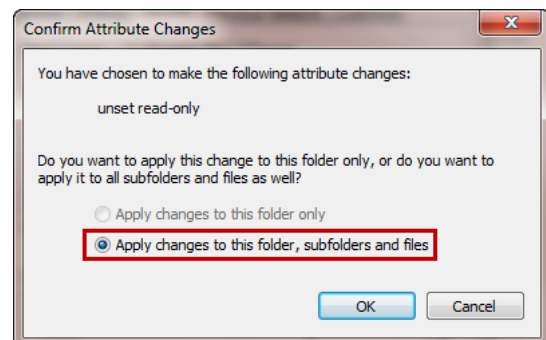 Confirm Attribute Changes
You have chosen to make the following attribute changes:
unset read-only
Do you want to apply this change to this folder only, or do you want to
apply it to all subfolders and files as well?
Apply changes to this folder only
Apply changes to this folder, subfolders and files
OK
Cancel